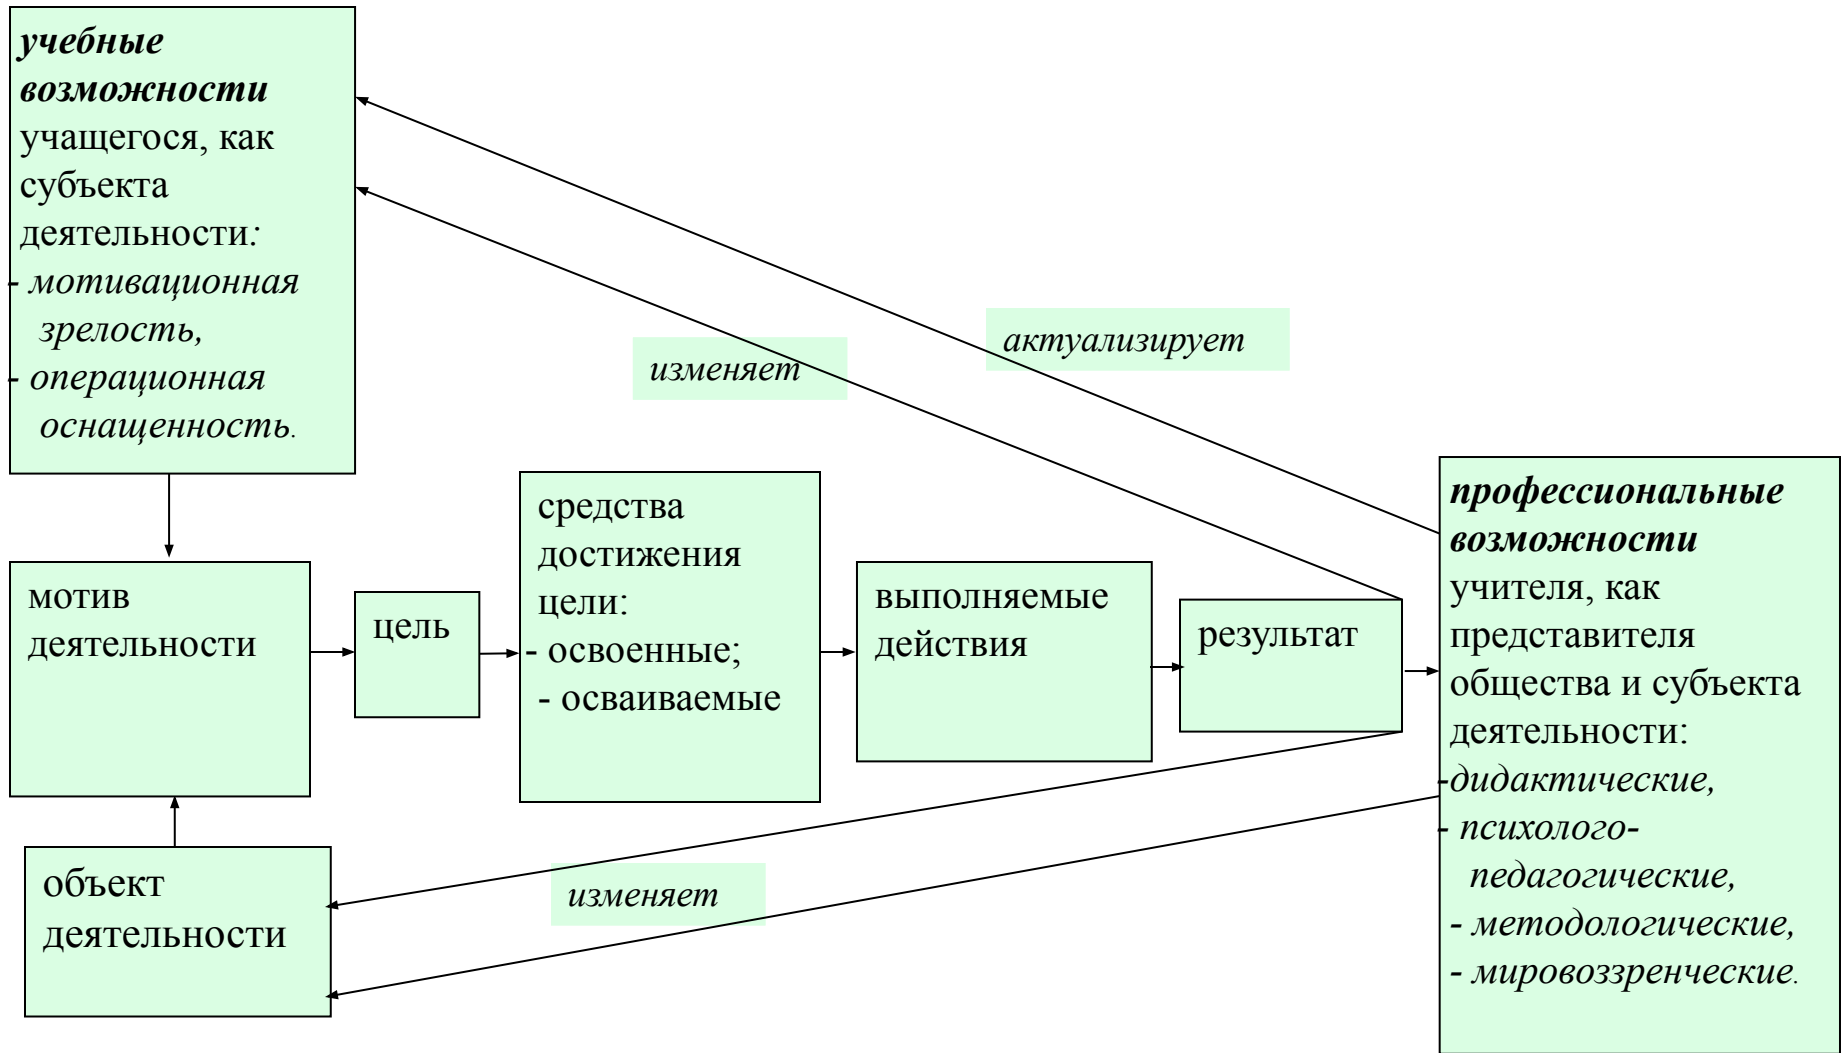 учебные
возможности
учащегося, как
субъекта
деятельности:
- мотивационная
зрелость,
- операционная
оснащенность.
актуализирует
изменяет
мотив
деятельности
цель
средства
достижения
цели:
- освоенные;
- осваиваемые
выполняемые
действия
результат
профессиональные
возможности
учителя, как
представителя
общества и субъекта
деятельности:
-дидактические,
- психолого-
педагогические,
- методологические,
- мировоззренческие.
объект
деятельности
изменяет